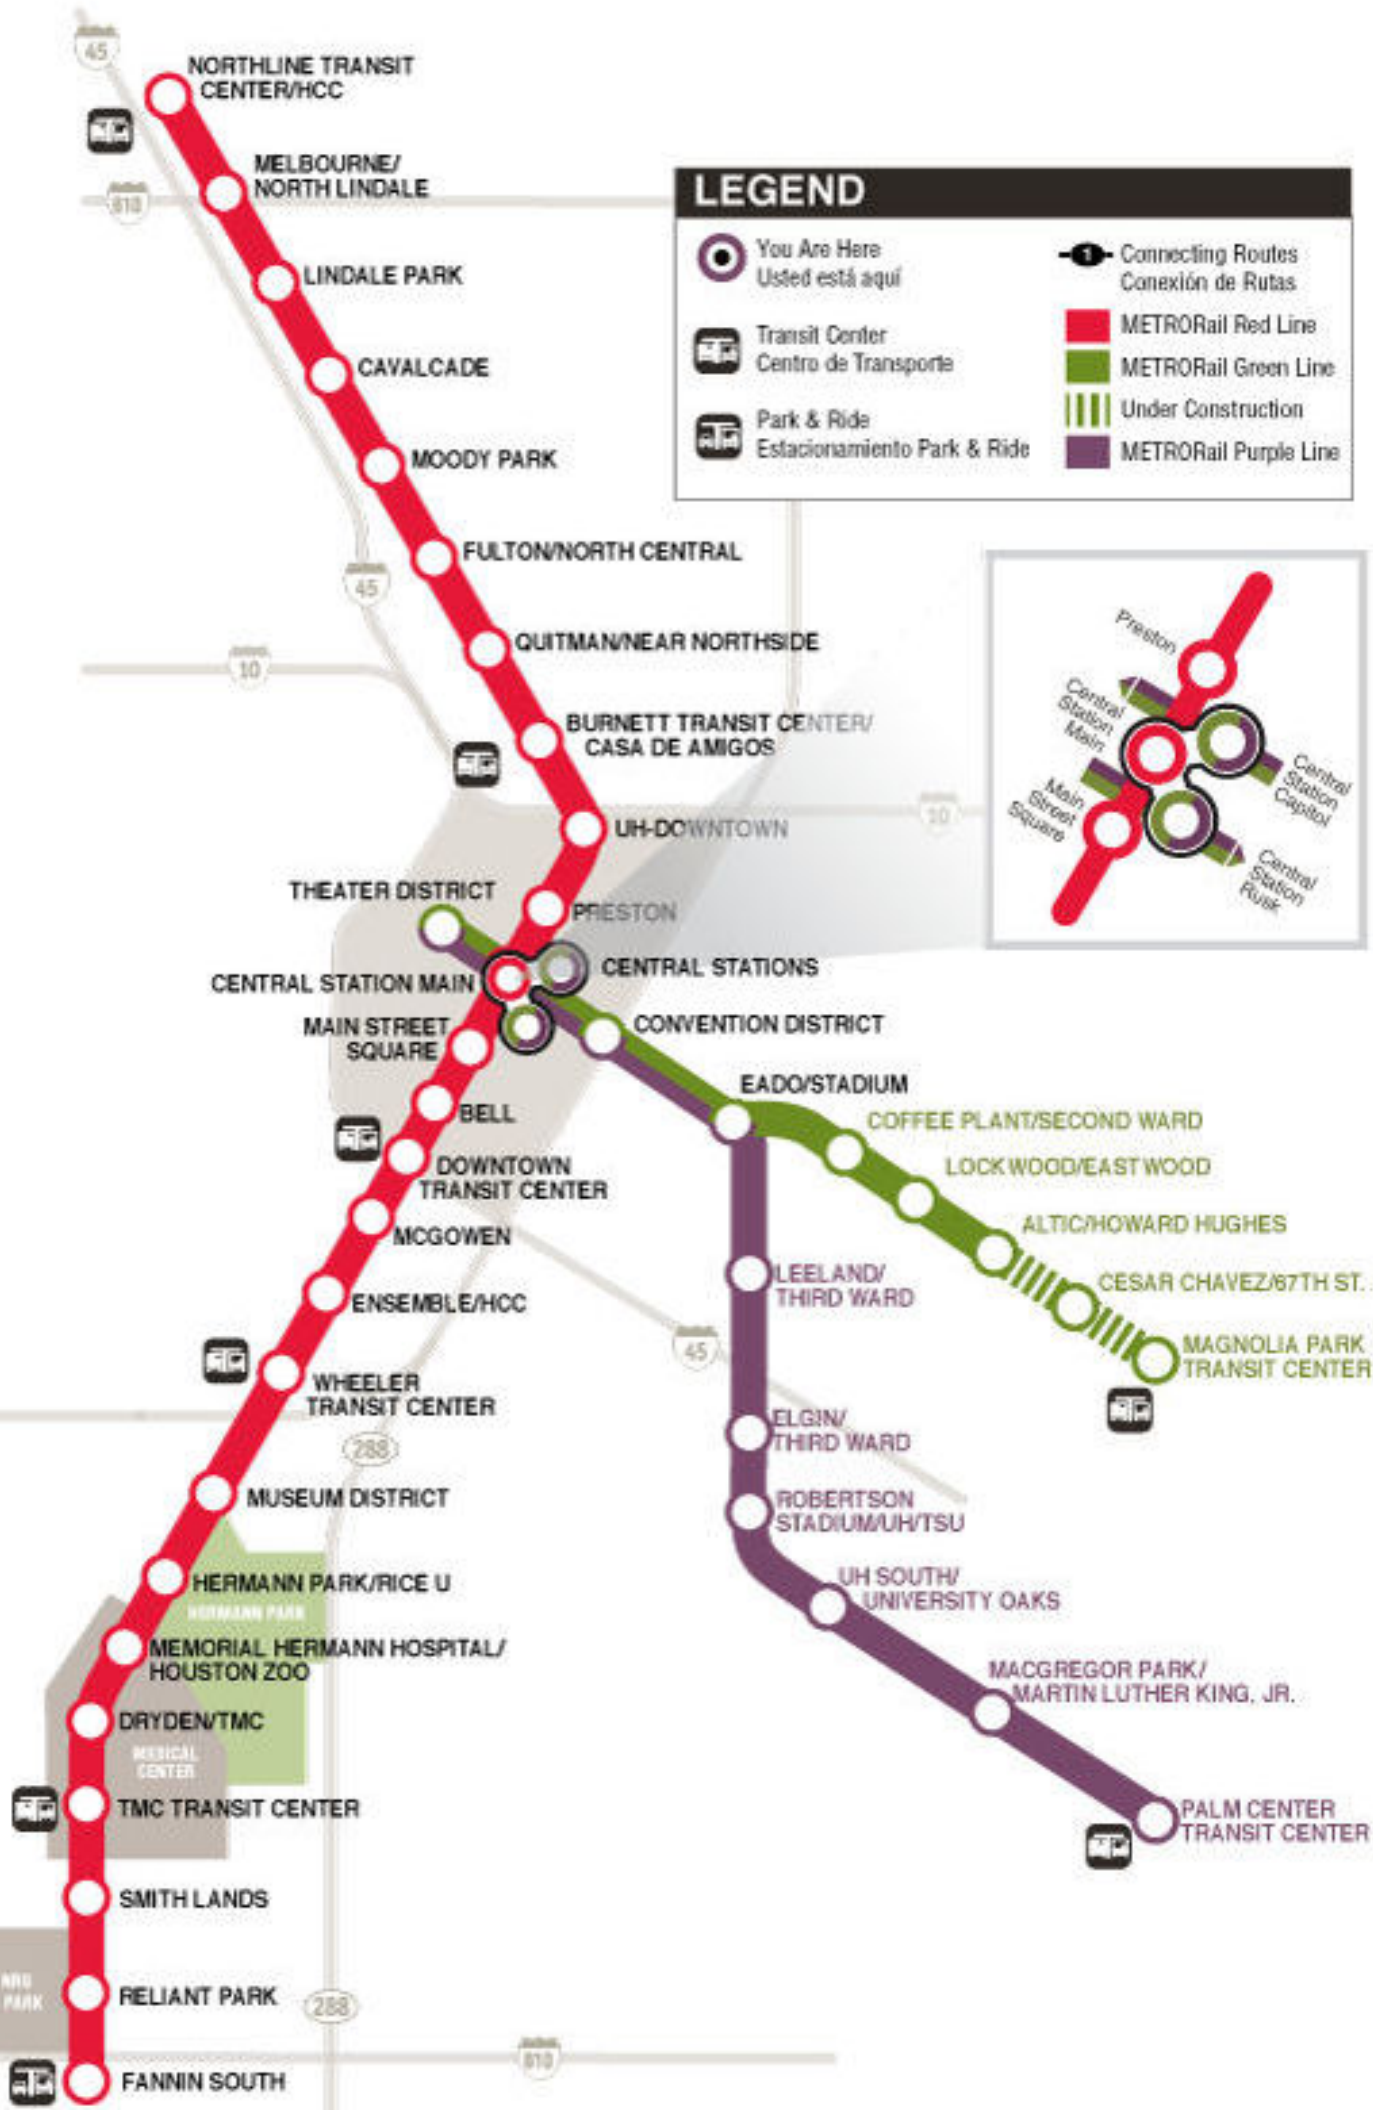 45
NORTHLINE TRANSIT
CENTER/HCC
MELBOURNE/
NORTH LINDALE
610
LINDALE PARK
CAVALCADE
MOODY PARK
FULTON/NORTH CENTRAL
45
QUITMAN/NEAR NORTHSIDE
10
BURNETT TRANSIT CENTER/
CASA DE AMIGOS
UH-DOWNTOWN
10
THEATER DISTRICT
PRESTON
CENTRAL STATION MAIN
CENTRAL STATIONS
MAIN STREET
SQUARE
CONVENTION DISTRICT
EADO/STADIUM
BELL
COFFEE PLANT/SECOND WARD
DOWNTOWN
TRANSIT CENTER
LOCKWOOD/EASTWOOD
MCGOWEN
ALTIC/HOWARD HUGHES
LEELAND/
THIRD WARD
CESAR CHAVEZ/67TH ST.
ENSEMBLE/HCC
45
MAGNOLIA PARK
TRANSIT CENTER
WHEELER
TRANSIT CENTER
288
ELGIN/
THIRD WARD
MUSEUM DISTRICT
ROBERTSON
STADIUM/UH/TSU
HERMANN PARK/RICE U
HERMANN PARK
UH SOUTH/
UNIVERSITY OAKS
MEMORIAL HERMANN HOSPITAL/
HOUSTON ZOO
MACGREGOR PARK/
MARTIN LUTHER KING, JR.
DRYDEN/TMC
MEDICAL
CENTER
TMC TRANSIT CENTER
PALM CENTER
TRANSIT CENTER
SMITH LANDS
NRG
PARK
RELIANT PARK
288
610
FANNIN SOUTH
LEGEND
You Are Here
Usted está aquí
Transit Center
Centro de Transporte
Park & Ride
Estacionamiento Park & Ride
1
Connecting Routes
Conexión de Rutas
METRORail Red Line
METRORail Green Line
Under Construction
METRORail Purple Line
Preston
Central
Station
Main
Main
Street
Square
Central
Station
Capitol
Central
Station
Rusk